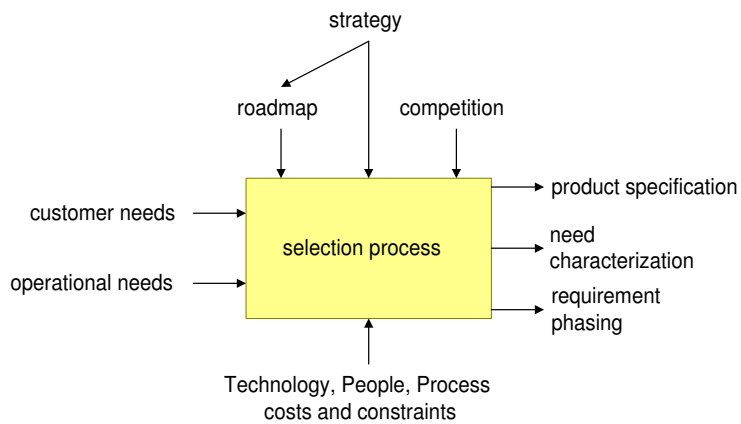 strategy
roadmap
competition
customer needs
operational needs
selection process
product specification
need
characterization
requirement
phasing
Technology, People, Process
costs and constraints